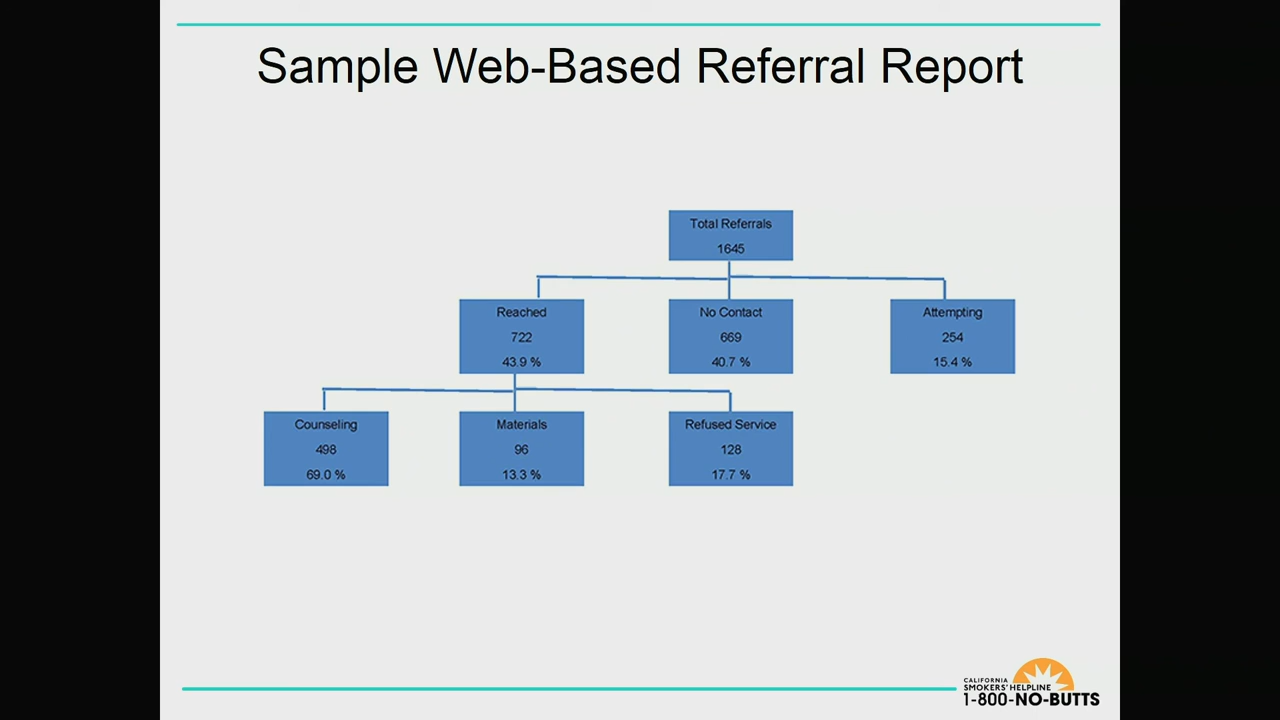 Sample Web-Based Referral Report
Total Referrals
1645
Reached
722
43.9 %
No Contact
669
40.7 %
Attempting
254
15.4 %
Counseling
498
69.0 %
Materials
96
13.3 %
Refused Service
128
17.7 %
CALIFORNIA
SMOKERS' HELPLINE
1-800-NO-BUTTS